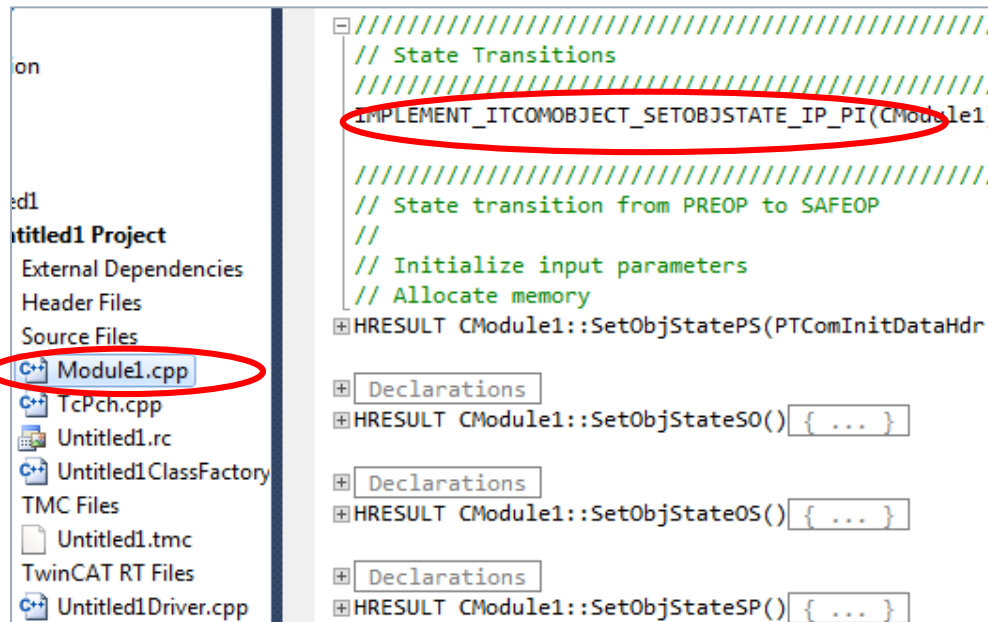 ion
ed1
ntitled1 Project
External Dependencies
Header Files
Source Files
Module1.cpp
TcPch.cpp
Untitled1.rc
Untitled1ClassFactory
TMC Files
Untitled1.tmc
TwinCAT RT Files
Untitled1Driver.cpp
/////////////////////////////////////////////////
// State Transitions
/////////////////////////////////////////////////
IMPLEMENT_ITCOMOBJECT_SETOBJSTATE_IP_PI(CModule1)
/////////////////////////////////////////////////
// State transition from PREOP to SAFEOP
//
// Initialize input parameters
// Allocate memory
HRESULT CModule1::SetObjStatePS(PTComInitDataHdr
Declarations
HRESULT CModule1::SetObjStateSO() { ... }
Declarations
HRESULT CModule1::SetObjStateOS() { ... }
Declarations
HRESULT CModule1::SetObjStateSP() { ... }